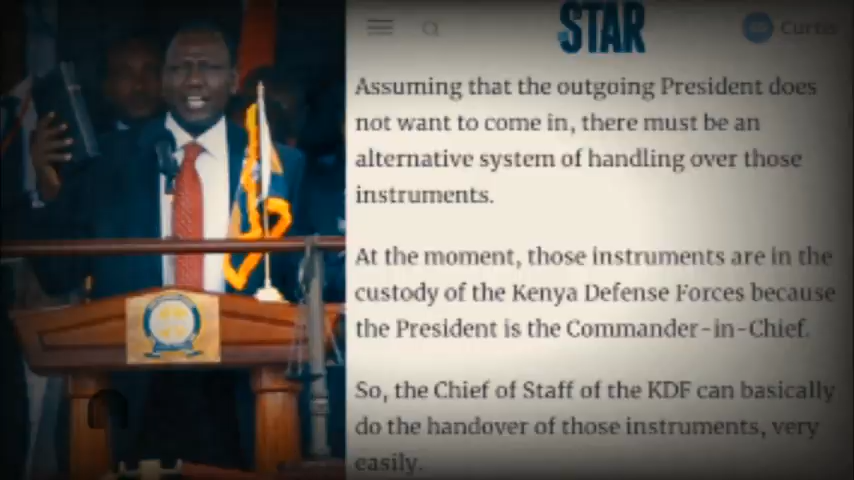 STAR
Curtis
Assuming that the outgoing President does
not want to come in, there must be an
alternative system of handling over those
instruments.
At the moment, those instruments are in the
custody of the Kenya Defense Forces because
the President is the Commander-in-Chief.
So, the Chief of Staff of the KDF can basically
do the handover of those instruments, very
easily.